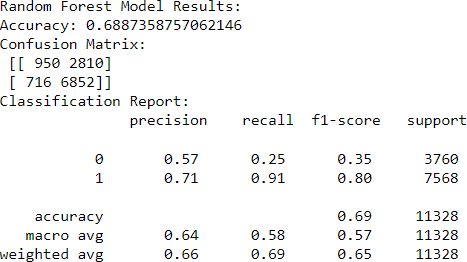 Random Forest Model Results:
Accuracy: 0.6887358757062146
Confusion Matrix:
 [[ 950 2810]
 [ 716 6852]]
Classification Report:
              precision    recall  f1-score   support

           0       0.57      0.25      0.35      3760
           1       0.71      0.91      0.80      7568

    accuracy                           0.69     11328
   macro avg       0.64      0.58      0.57     11328
weighted avg       0.66      0.69      0.65     11328